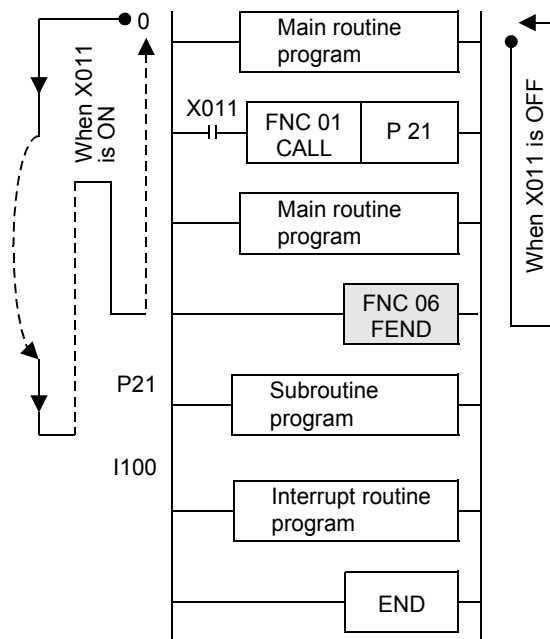 0
Main routine
program
When X011
is ON
When X011 is OFF
X011
FNC 01
CALL
P 21
Main routine
program
FNC 06
FEND
P21
Subroutine
program
I100
Interrupt routine
program
END